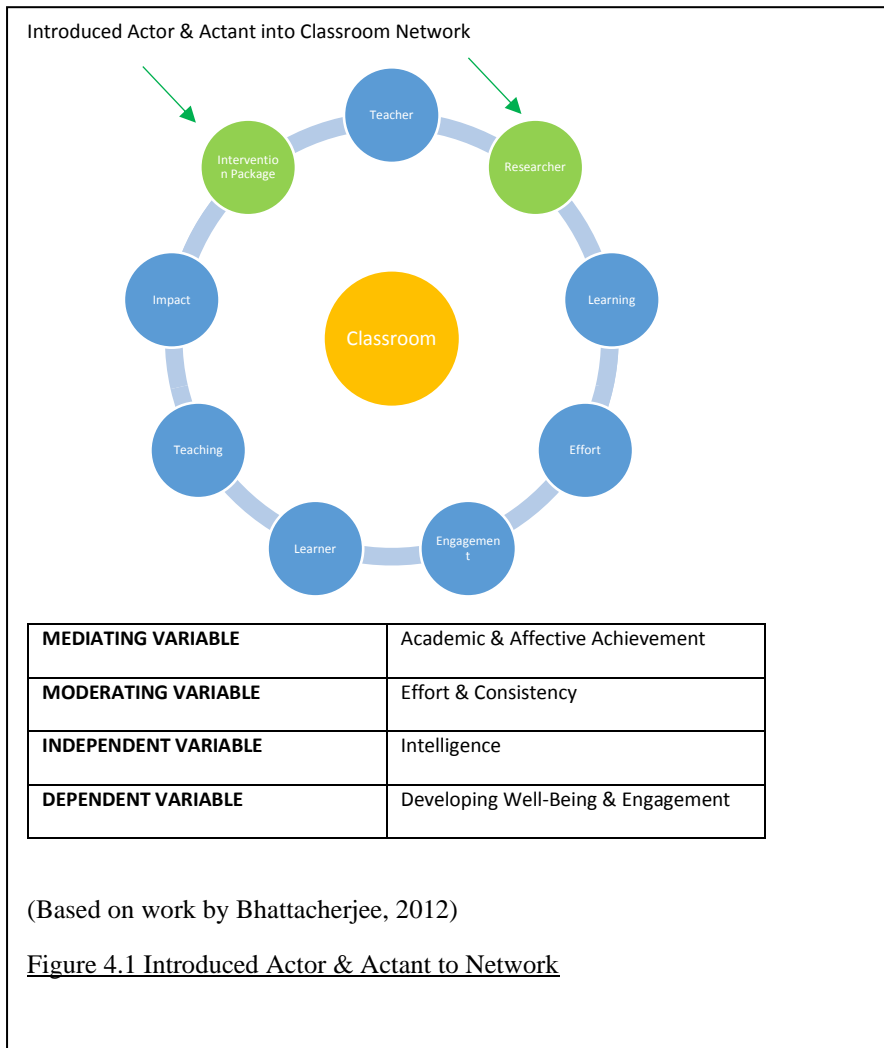 Introduced Actor & Actant into Classroom Network
Teacher
Interventio
n Package
Researcher
Impact
Learning
Classroom
Teaching
Effort
Learner
Engagemen
t
MEDIATING VARIABLE Academic & Affective Achievement
MODERATING VARIABLE Effort & Consistency
INDEPENDENT VARIABLE Intelligence
DEPENDENT VARIABLE Developing Well-Being & Engagement
(Based on work by Bhattacherjee, 2012)
Figure 4.1 Introduced Actor & Actant to Network